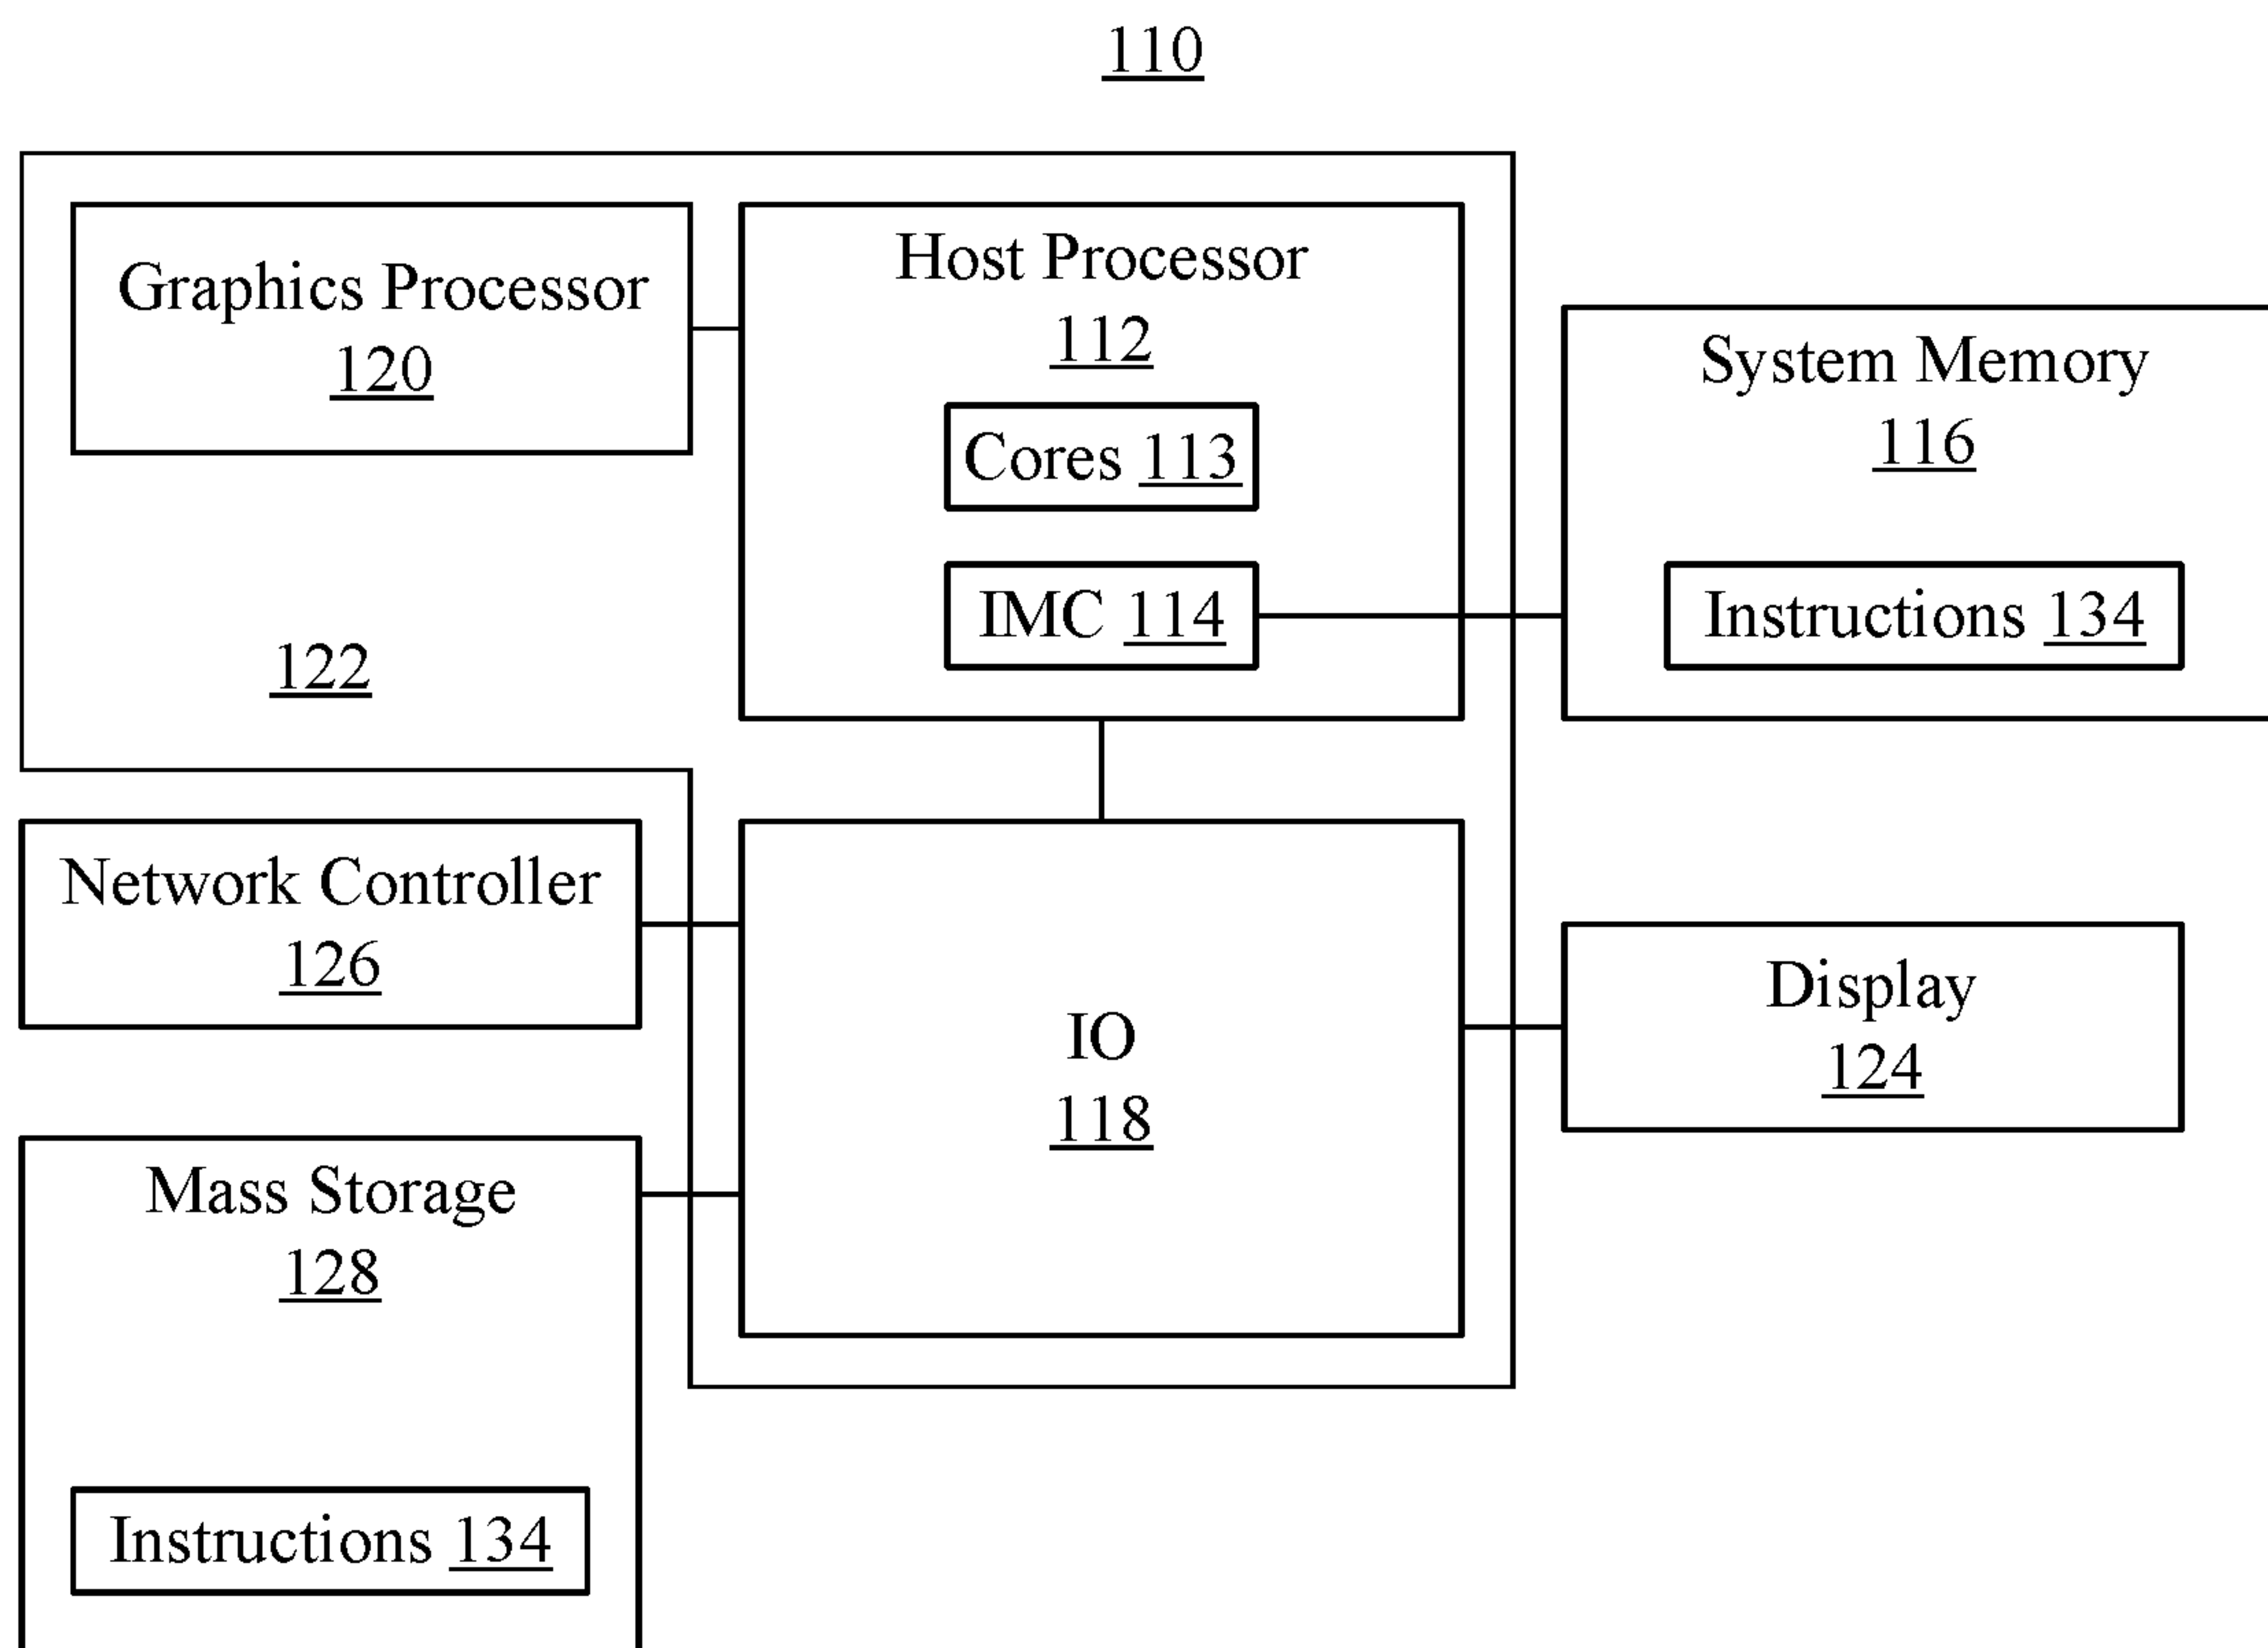 110
Graphics Processor
120
Host Processor
112
Cores 113
IMC 114
122
System Memory
116
Instructions 134
Network Controller
126
IO
118
Display
124
Mass Storage
128
Instructions 134